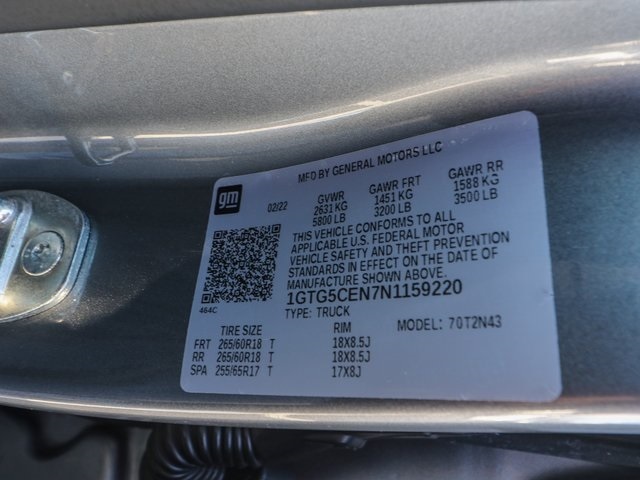 MFD BY GENERAL MOTORS LLC
gm
02/22
GVWR GAWR FRT GAWR RR
2631 KG 1451 KG 1588 KG
5800 LB 3200 LB 3500 LB
THIS VEHICLE CONFORMS TO ALL
APPLICABLE U.S. FEDERAL MOTOR
VEHICLE SAFETY AND THEFT PREVENTION
STANDARDS IN EFFECT ON THE DATE OF
MANUFACTURE SHOWN ABOVE.
1GTG5CEN7N1159220
464C
TYPE: TRUCK
MODEL: 70T2N43
TIRE SIZE RIM
FRT 265/60R18 T 18X8.5J
RR 265/60R18 T 18X8.5J
SPA 255/65R17 T 17X8J